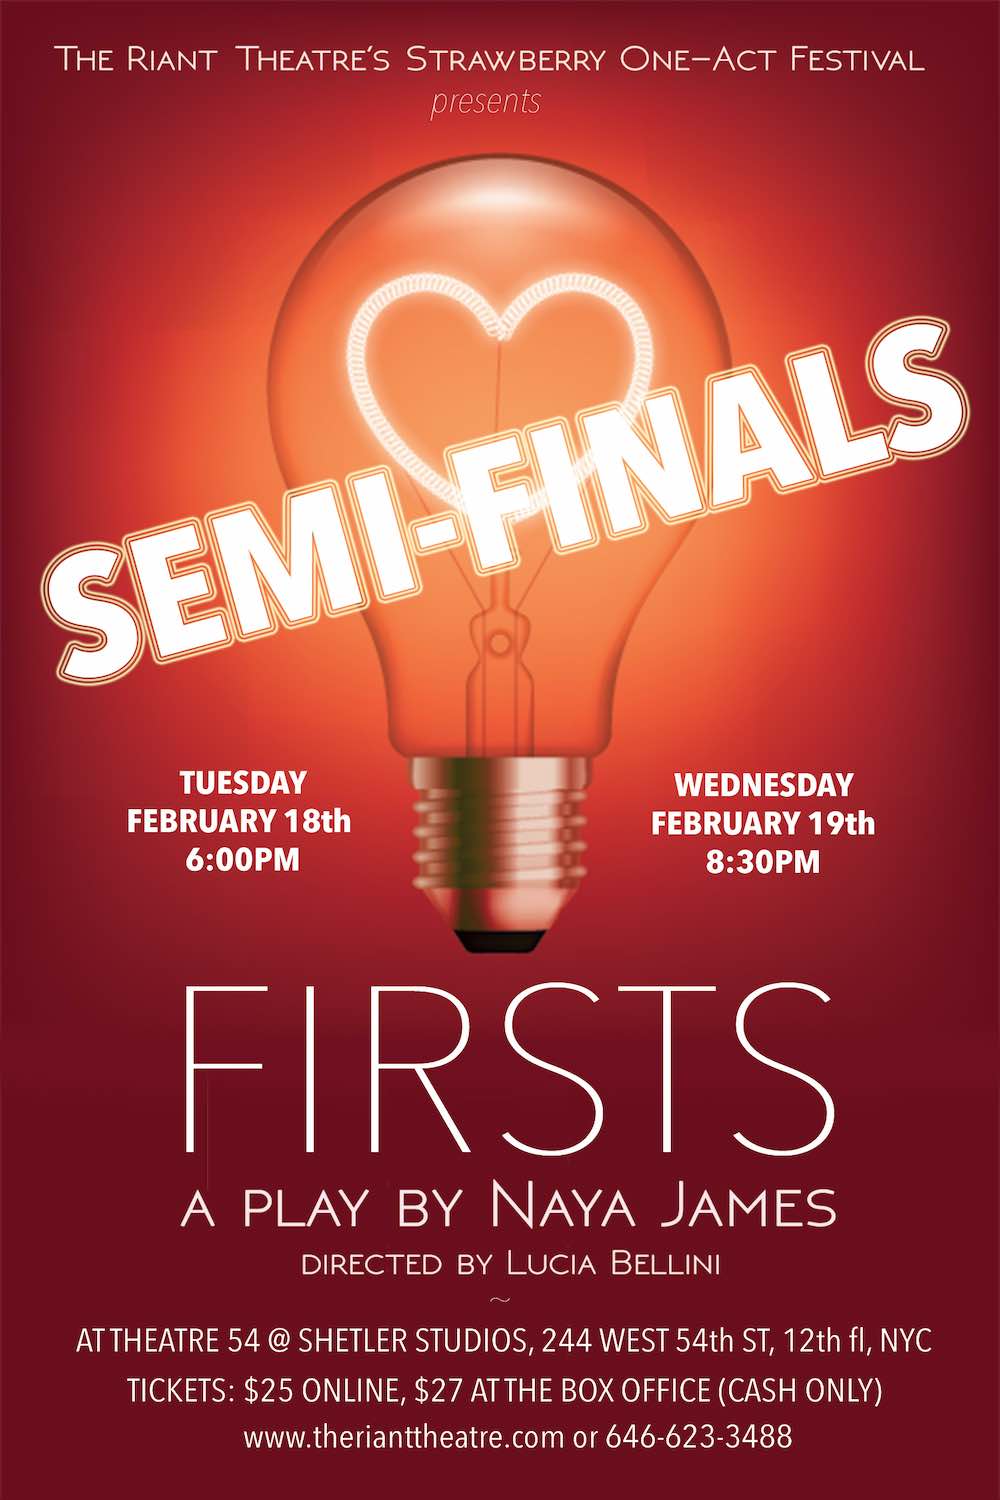 The Riant Theatre's Strawberry One-Act Festival
presents
SEMI-FINALS
TUESDAY
FEBRUARY 18th
6:00PM
WEDNESDAY
FEBRUARY 19th
8:30PM
FIRSTS
A PLAY BY NAYA JAMES
DIRECTED BY LUCIA BELLINI
~
AT THEATRE 54 @ SHETLER STUDIOS, 244 WEST 54th ST, 12th fl, NYC
TICKETS: $25 ONLINE, $27 AT THE BOX OFFICE (CASH ONLY)
www.therianttheatre.com or 646-623-3488